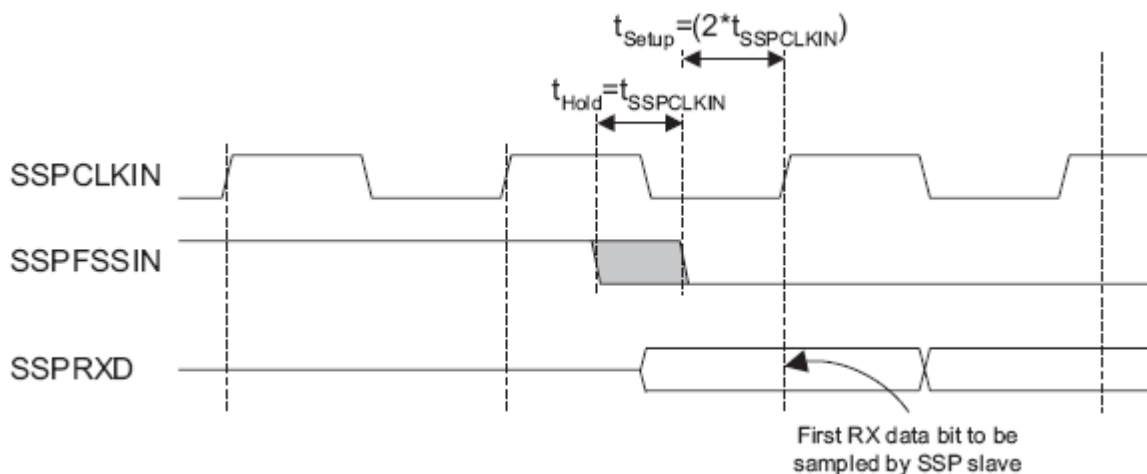 t_Setup=(2*t_SSPCLKIN)
t_Hold=t_SSPCLKIN
SSPCLKIN
SSPFSSIN
SSPRXD
First RX data bit to be
sampled by SSP slave